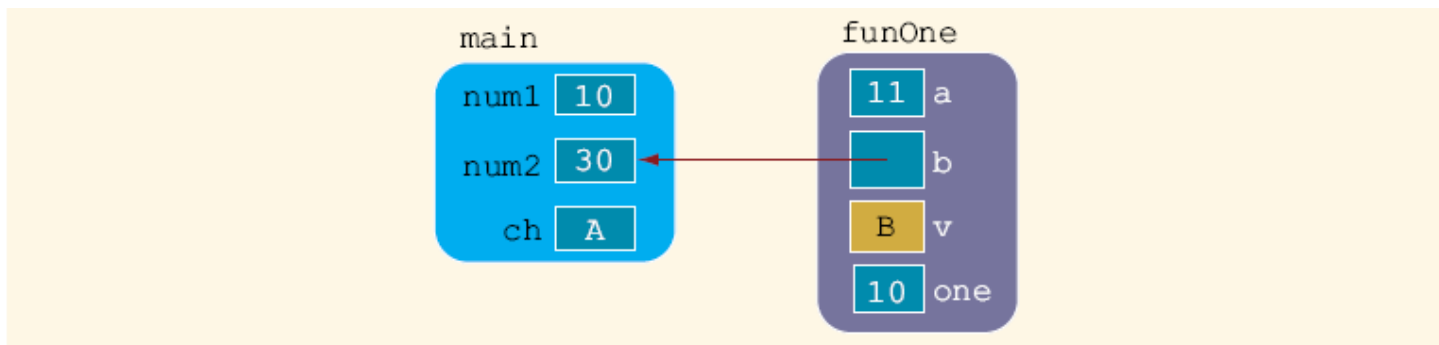 main
num1 10
num2 30
ch A
funOne
11 a
b
B v
10 one